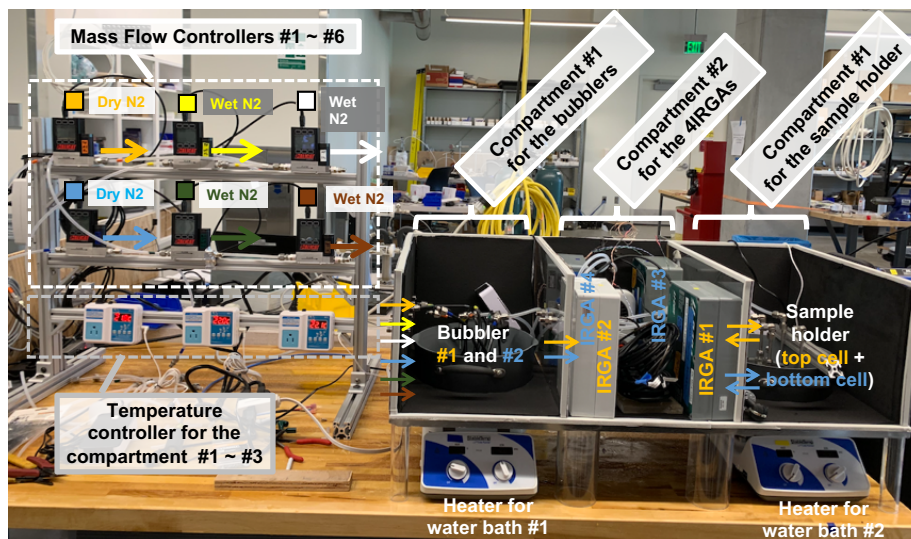 Mass Flow Controllers #1 ~ #6
Compartment #1
for the bubblers
Compartment #2
for the 4IRGAs
Compartment #1
for the sample holder
EXIT
Dry N2
Wet N2
Wet
N2
Dry N2
Wet N2
Wet N2
Bubbler
#1 and #2
IRGA #4
IRGA #2
IRGA #3
IRGA #1
Sample
holder
(top cell +
bottom cell)
Temperature
controller for the
compartment #1 ~ #3
Heater for
water bath #1
Heater for
water bath #2